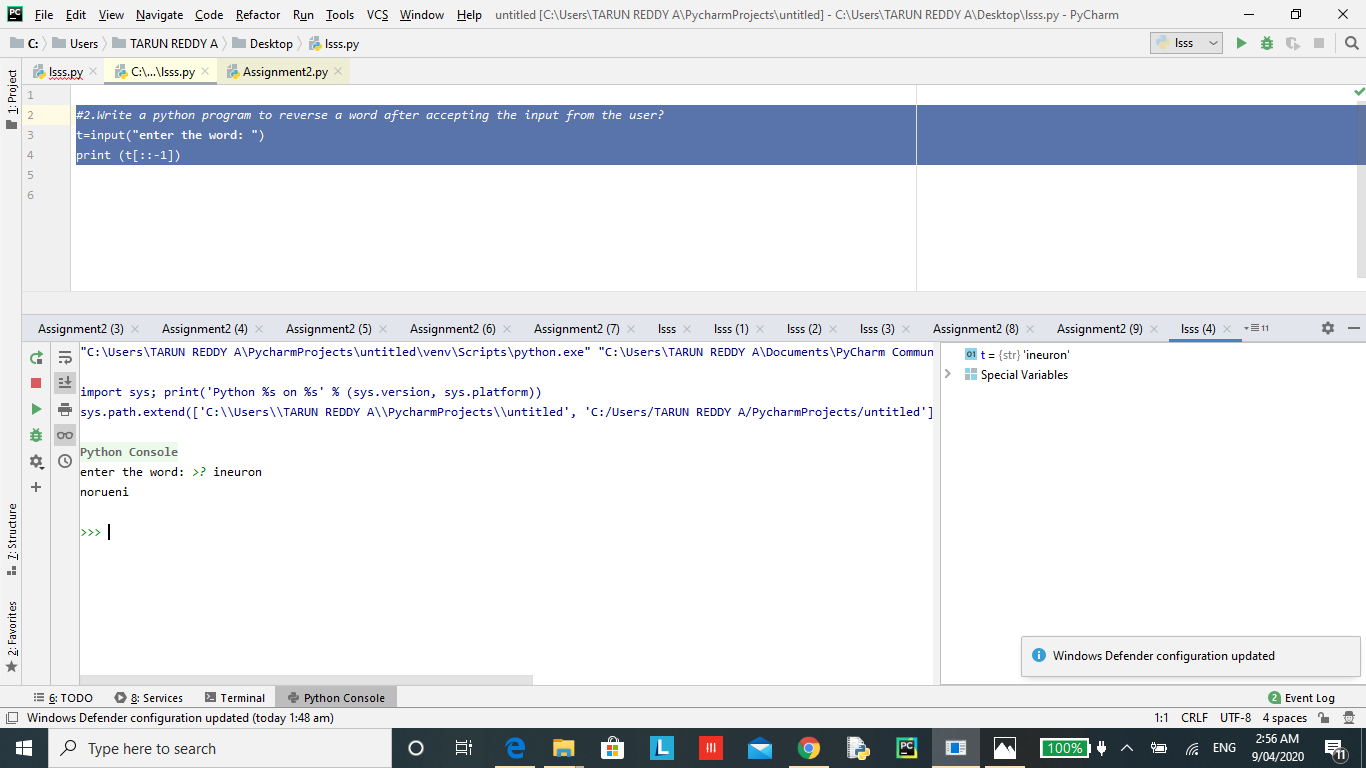 File Edit View Navigate Code Refactor Run Tools VCS Window Help untitled [C:\Users\TARUN REDDY A\PycharmProjects\untitled] - C:\Users\TARUN REDDY A\Desktop\lsss.py - PyCharm
C: Users TARUN REDDY A Desktop lsss.py lsss
1: Project
lsss.py C:\...\lsss.py Assignment2.py
1
2 #2.Write a python program to reverse a word after accepting the input from the user?
3 t=input("enter the word: ")
4 print (t[::-1])
5
6
Assignment2 (3) Assignment2 (4) Assignment2 (5) Assignment2 (6) Assignment2 (7) lsss lsss (1) lsss (2) lsss (3) Assignment2 (8) Assignment2 (9) lsss (4) 11
"C:\Users\TARUN REDDY A\PycharmProjects\untitled\venv\Scripts\python.exe" "C:\Users\TARUN REDDY A\Documents\PyCharm Commun
import sys; print('Python %s on %s' % (sys.version, sys.platform))
sys.path.extend(['C:\\Users\\TARUN REDDY A\\PycharmProjects\\untitled', 'C:/Users/TARUN REDDY A/PycharmProjects/untitled']
Python Console
enter the word: >? ineuron
norueni
>>>
01 t = {str} 'ineuron'
Special Variables
7: Structure
2: Favorites
Windows Defender configuration updated
6: TODO 8: Services Terminal Python Console 2 Event Log
Windows Defender configuration updated (today 1:48 am) 1:1 CRLF UTF-8 4 spaces
Type here to search 100% ENG 2:56 AM
9/04/2020 11